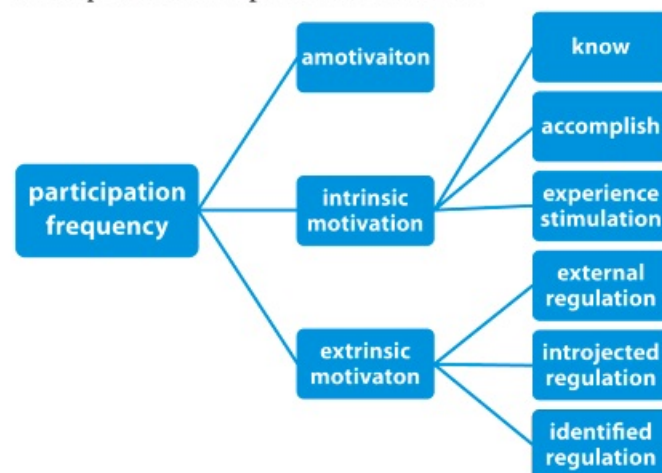 amotivaiton
know
accomplish
participation
frequency
intrinsic
motivation
experience
stimulation
external
regulation
extrinsic
motivaton
introjected
regulation
identified
regulation